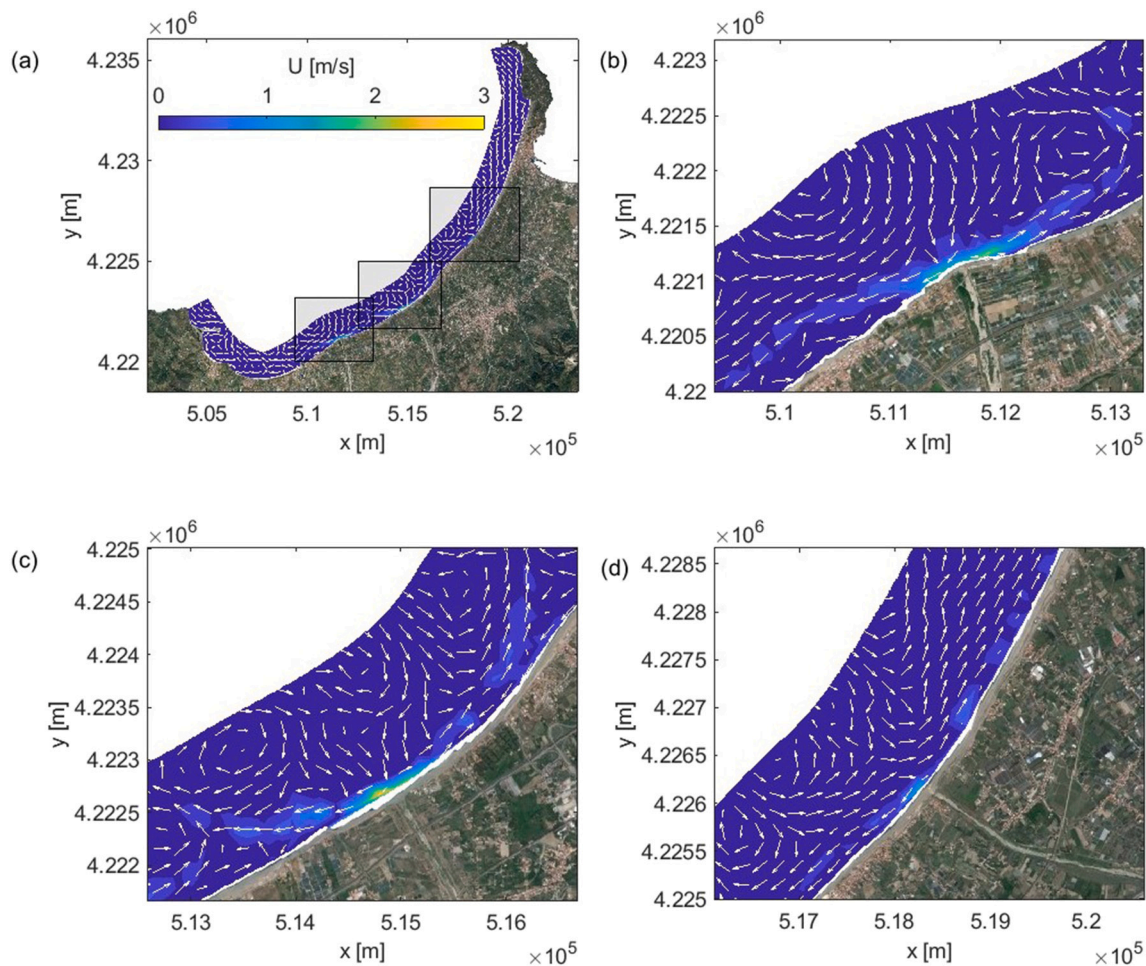 (a)
×10⁶
4.235
4.23
4.225
4.22
y [m]
U [m/s]
0 1 2 3
5.05 5.1 5.15 5.2
x [m]
×10⁵
(b)
×10⁶
4.223
4.2225
4.222
4.2215
4.221
4.2205
4.22
y [m]
5.1 5.11 5.12 5.13
x [m]
×10⁵
(c)
×10⁶
4.225
4.2245
4.224
4.2235
4.223
4.2225
4.222
y [m]
5.13 5.14 5.15 5.16
x [m]
×10⁵
(d)
×10⁶
4.2285
4.228
4.2275
4.227
4.2265
4.226
4.2255
4.225
y [m]
5.17 5.18 5.19 5.2
x [m]
×10⁵